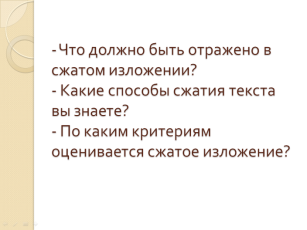 - Что должно быть отражено в
сжатом изложении?
- Какие способы сжатия текста
вы знаете?
- По каким критериям
оценивается сжатое изложение?